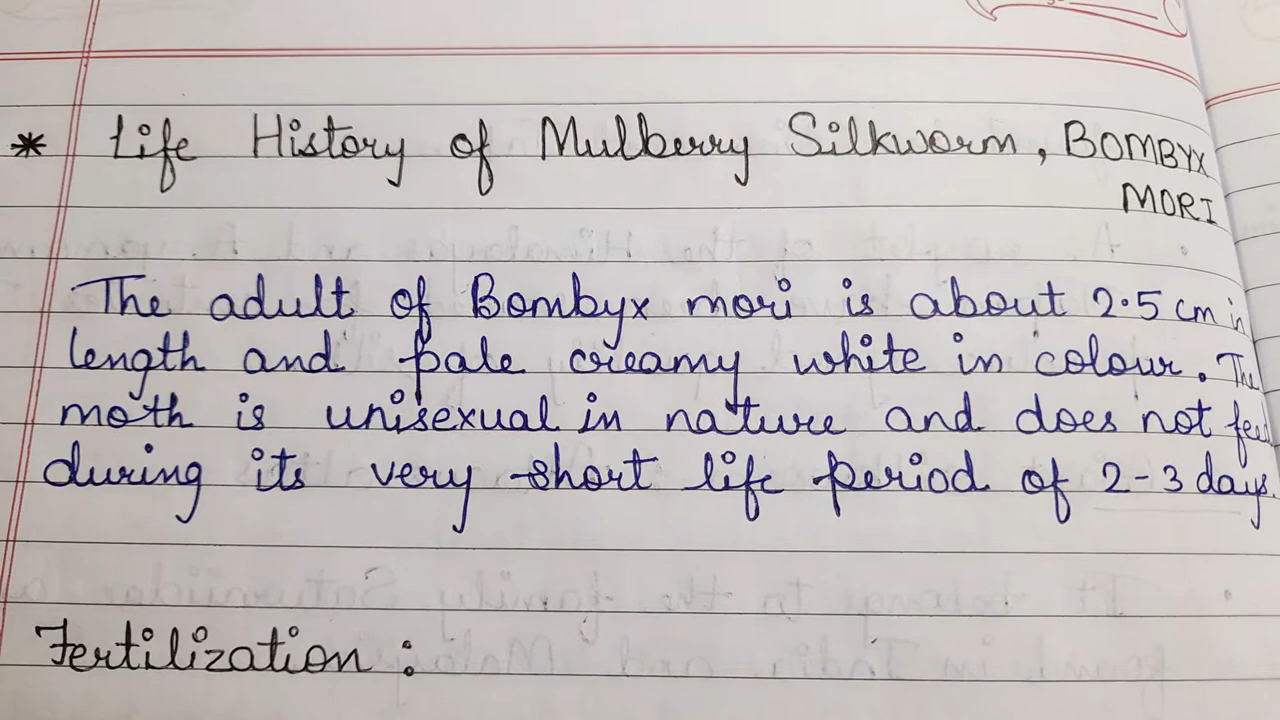 * Life History of Mulberry Silkworm, BOMBYX
MORI
The adult of Bombyx mori is about 2.5 cm in
length and pale creamy white in colour. The
moth is unisexual in nature and does not
during its very short life period of 2-3 days.
Fertilization :